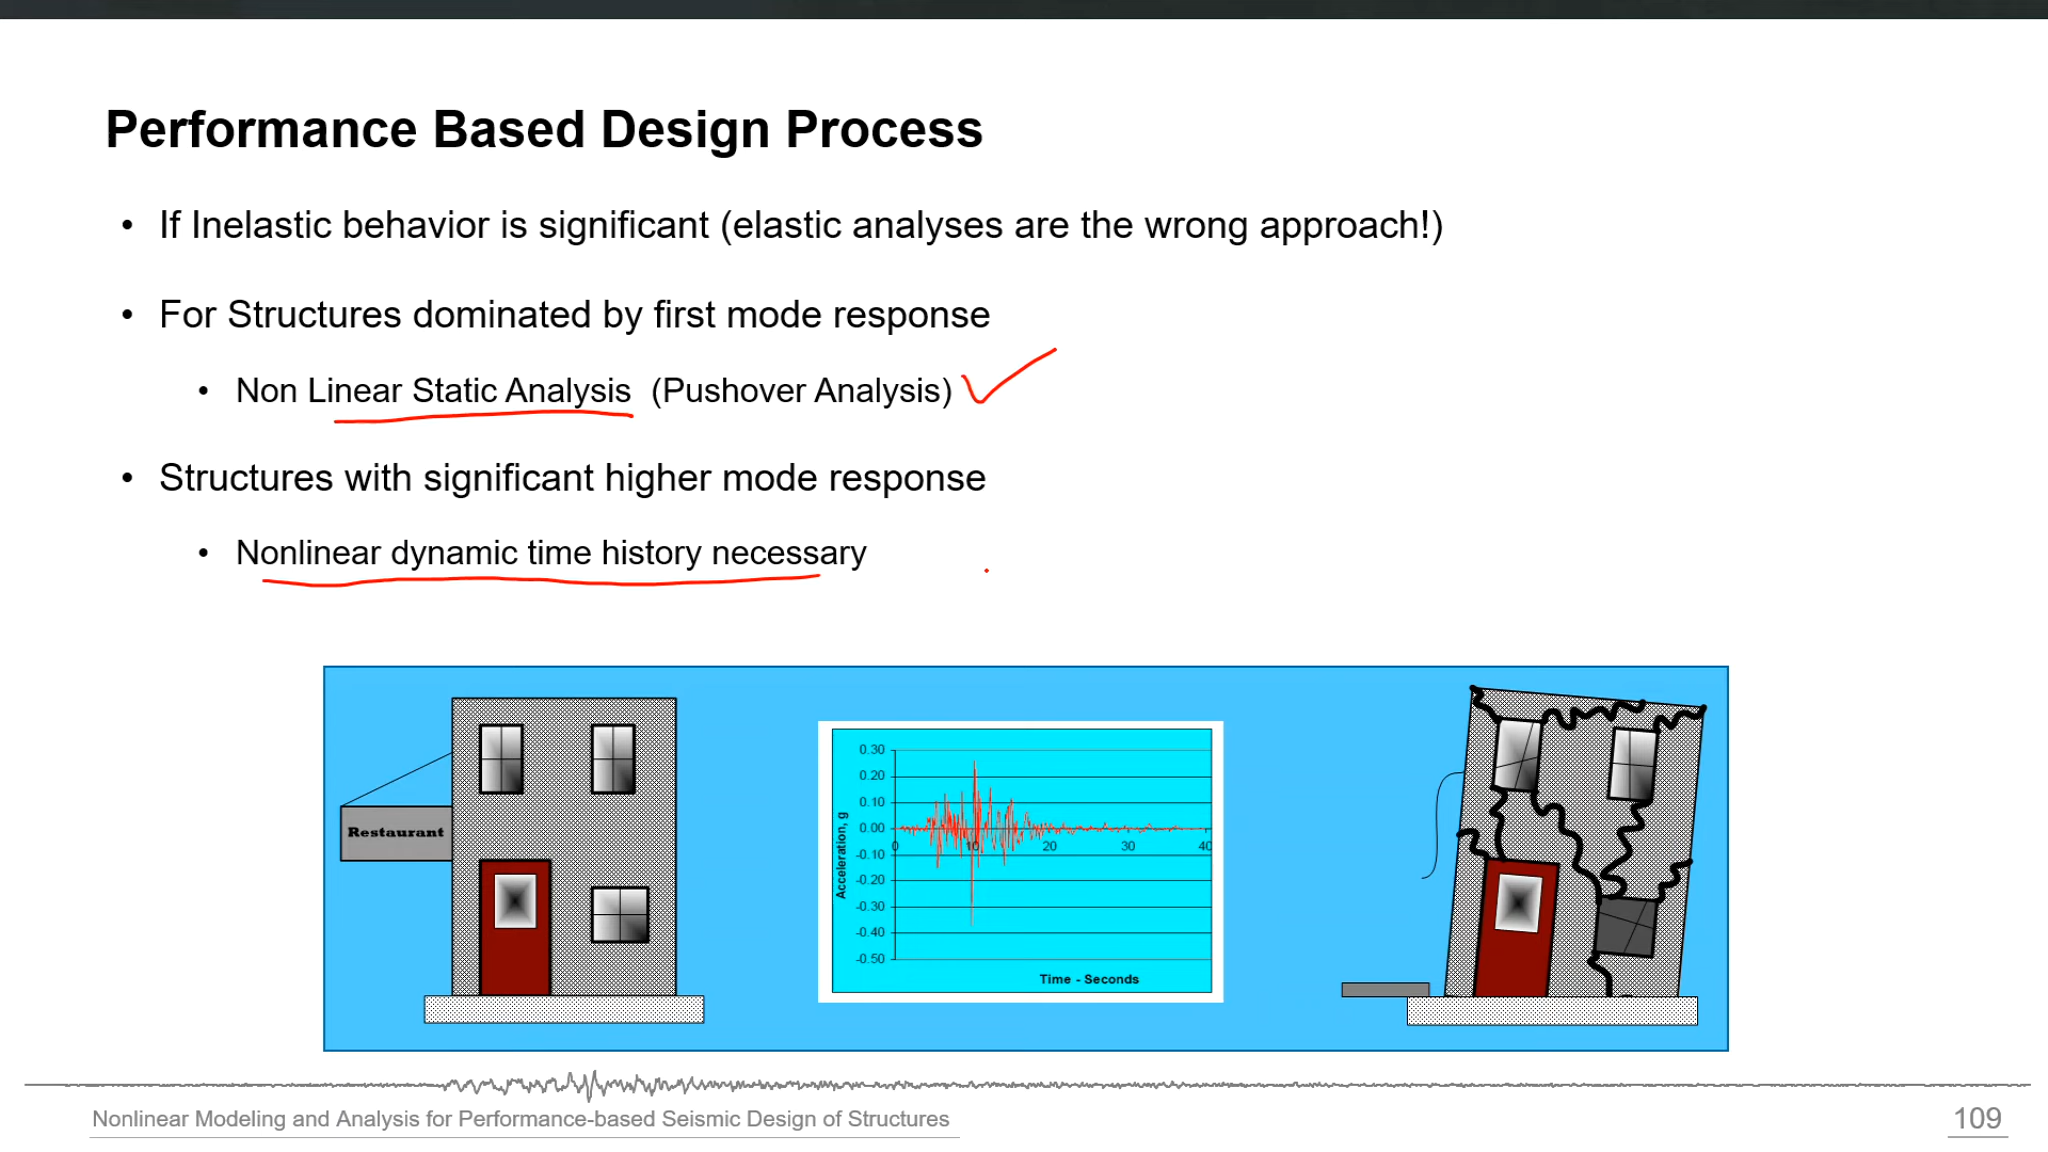 Performance Based Design Process
• If Inelastic behavior is significant (elastic analyses are the wrong approach!)
• For Structures dominated by first mode response
• Non Linear Static Analysis (Pushover Analysis)
• Structures with significant higher mode response
• Nonlinear dynamic time history necessary
Restaurant
0.30
0.20
0.10
0.00
-0.10
-0.20
-0.30
-0.40
-0.50
0 10 20 30 40
Acceleration, g
Time - Seconds
Nonlinear Modeling and Analysis for Performance-based Seismic Design of Structures
109